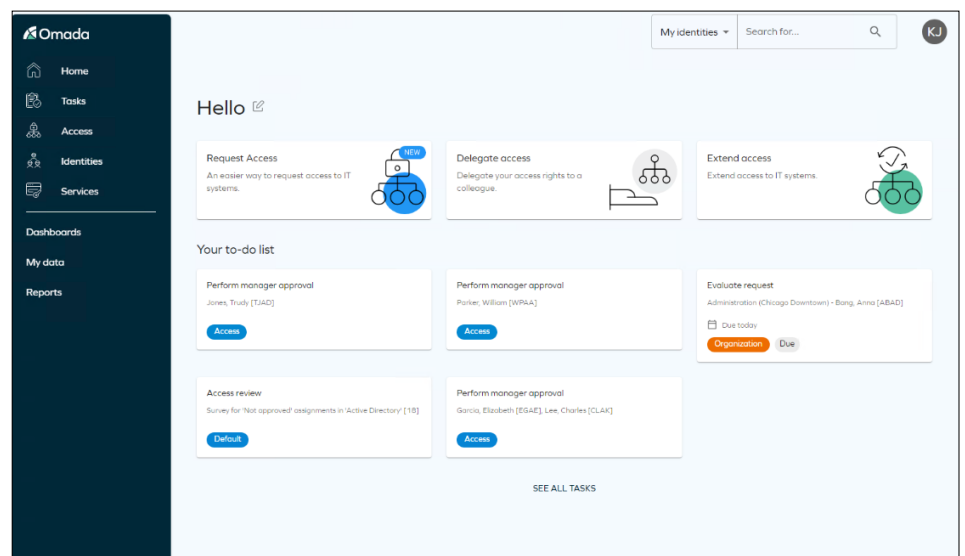 Omada
My identities
Search for...
KJ
Home
Tasks
Access
Identities
Services
Dashboards
My data
Reports
Hello
Request Access
NEW
An easier way to request access to IT
systems.
Delegate access
Delegate your access rights to a
colleague.
Extend access
Extend access to IT systems.
Your to-do list
Perform manager approval
Jones, Trudy [TJAD]
Access
Perform manager approval
Parker, William [WPAA]
Access
Evaluate request
Administration (Chicago Downtown) - Bang, Anna [ABAD]
Due today
Organization Due
Access review
Survey for 'Not approved' assignments in 'Active Directory' [18]
Default
Perform manager approval
Garcia, Elizabeth [EGAE], Lee, Charles [CLAK]
Access
SEE ALL TASKS